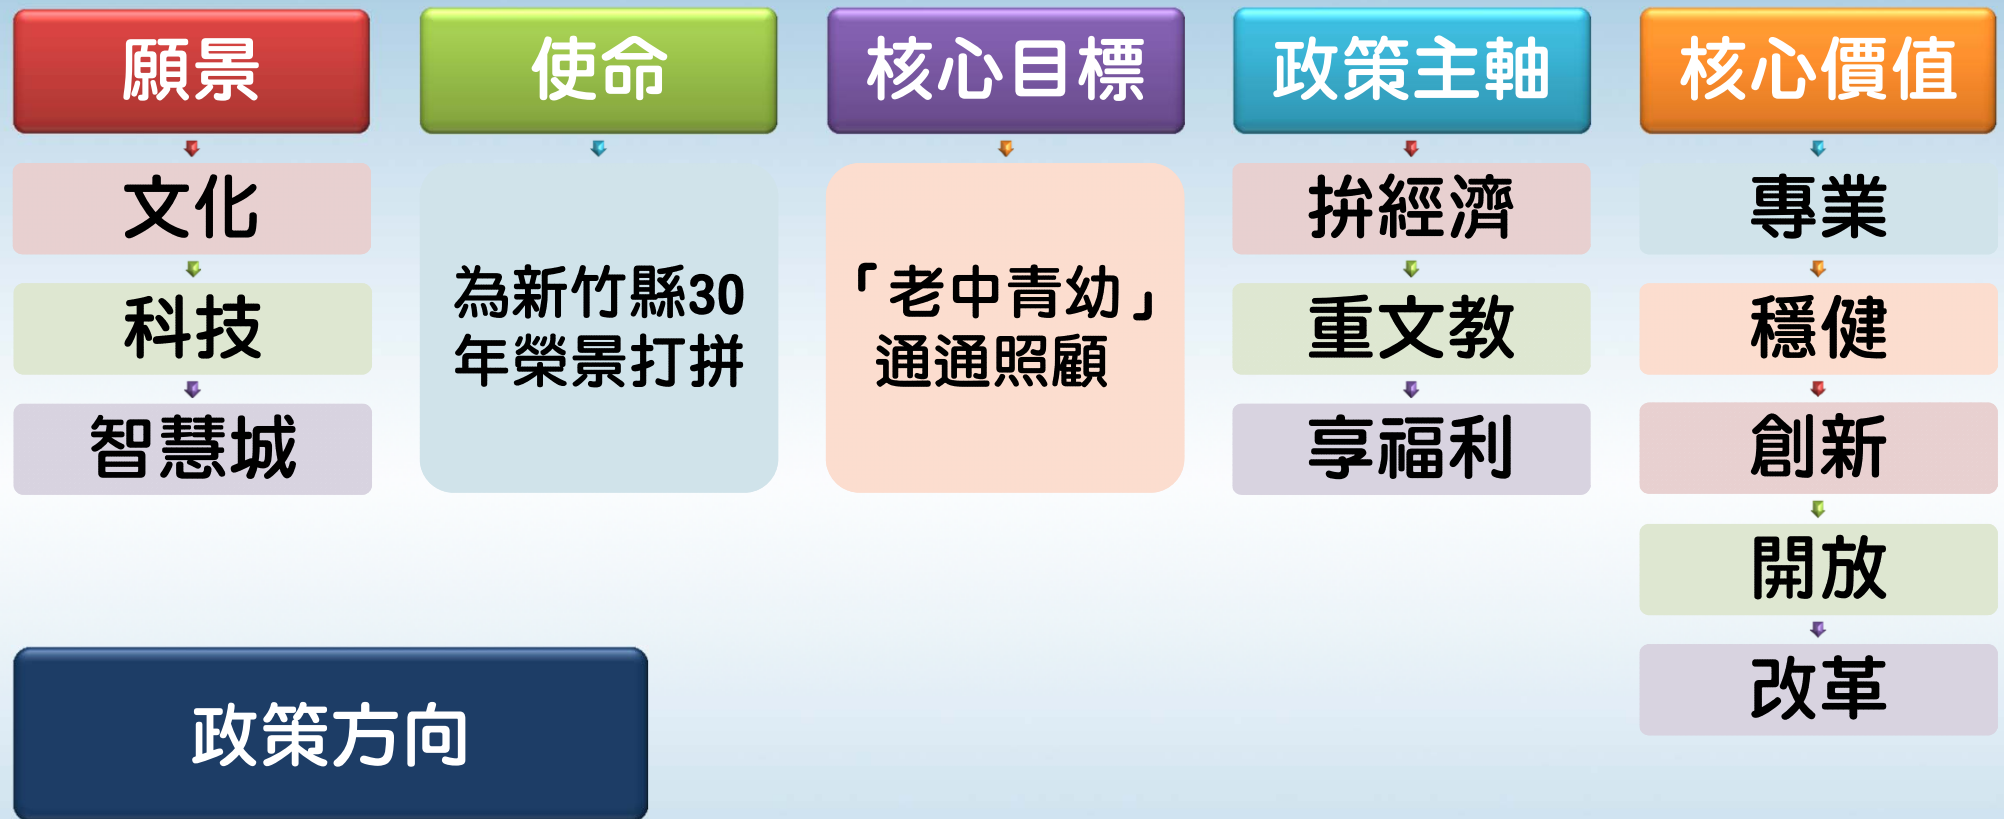 願景
文化
科技
智慧城
使命
為新竹縣30
年榮景打拼
核心目標
「老中青幼」
通通照顧
政策主軸
拚經濟
重文教
享福利
核心價值
專業
穩健
創新
開放
改革
政策方向